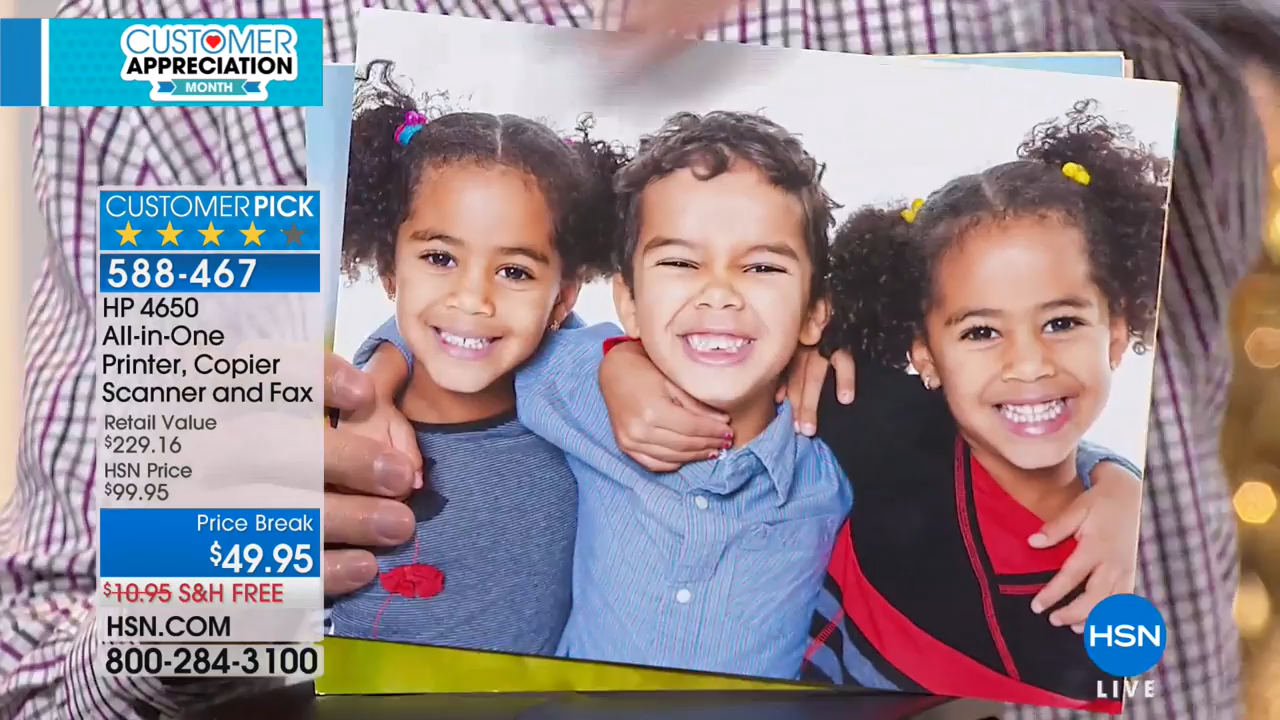 CUSTOMER
APPRECIATION
MONTH
CUSTOMER PICK
588-467
HP 4650
All-in-One
Printer, Copier
Scanner and Fax
Retail Value
$229.16
HSN Price
$99.95
Price Break
$49.95
$10.95 S&H FREE
HSN.COM
800-284-3100
HSN
LIVE